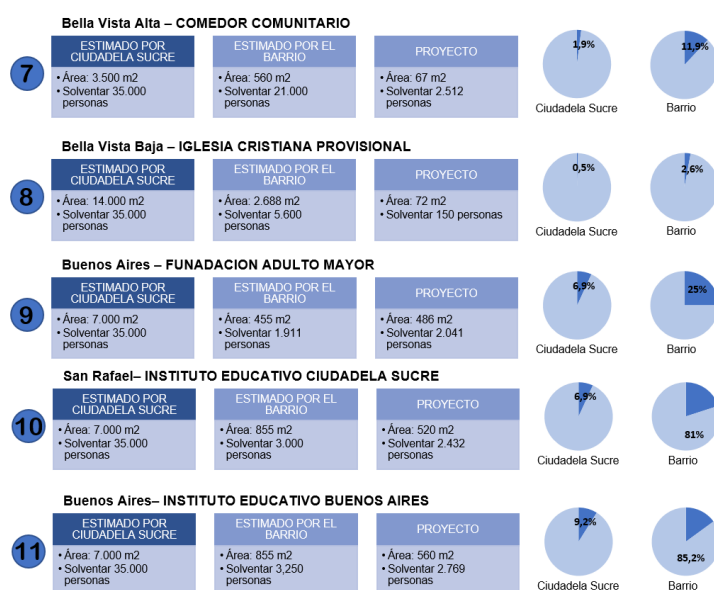 Bella Vista Alta – COMEDOR COMUNITARIO
7
ESTIMADO POR
CIUDADELA SUCRE
• Área: 3.500 m2
• Solventar 35.000
personas
ESTIMADO POR EL
BARRIO
• Área: 560 m2
• Solventar 21.000
personas
PROYECTO
• Área: 67 m2
• Solventar 2.512
personas
1,9%
Ciudadela Sucre
11,9%
Barrio
Bella Vista Baja – IGLESIA CRISTIANA PROVISIONAL
8
ESTIMADO POR
CIUDADELA SUCRE
• Área: 14.000 m2
• Solventar 35.000
personas
ESTIMADO POR EL
BARRIO
• Área: 2.688 m2
• Solventar 5.600
personas
PROYECTO
• Área: 72 m2
• Solventar 150 personas
0,5%
Ciudadela Sucre
2,6%
Barrio
Buenos Aires – FUNADACION ADULTO MAYOR
9
ESTIMADO POR
CIUDADELA SUCRE
• Área: 7.000 m2
• Solventar 35.000
personas
ESTIMADO POR EL
BARRIO
• Área: 455 m2
• Solventar 1.911
personas
PROYECTO
• Área: 486 m2
• Solventar 2.041
personas
6,9%
Ciudadela Sucre
25%
Barrio
San Rafael– INSTITUTO EDUCATIVO CIUDADELA SUCRE
10
ESTIMADO POR
CIUDADELA SUCRE
• Área: 7.000 m2
• Solventar 35.000
personas
ESTIMADO POR EL
BARRIO
• Área: 855 m2
• Solventar 3.000
personas
PROYECTO
• Área: 520 m2
• Solventar 2.432
personas
6,9%
Ciudadela Sucre
81%
Barrio
Buenos Aires– INSTITUTO EDUCATIVO BUENOS AIRES
11
ESTIMADO POR
CIUDADELA SUCRE
• Área: 7.000 m2
• Solventar 35.000
personas
ESTIMADO POR EL
BARRIO
• Área: 855 m2
• Solventar 3,250
personas
PROYECTO
• Área: 560 m2
• Solventar 2.769
personas
9,2%
Ciudadela Sucre
85,2%
Barrio